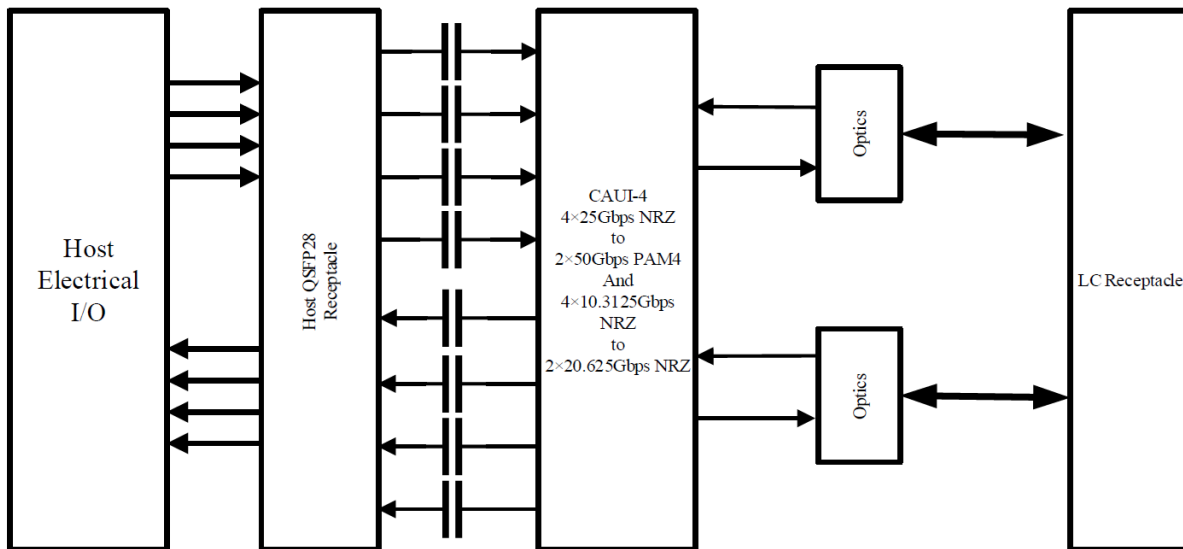 Host
Electrical
I/O
Host QSFP28
Receptacle
CAUI-4
4×25Gbps NRZ
to
2×50Gbps PAM4
And
4×10.3125Gbps
NRZ
to
2×20.625Gbps NRZ
Optics
Optics
LC Receptacle